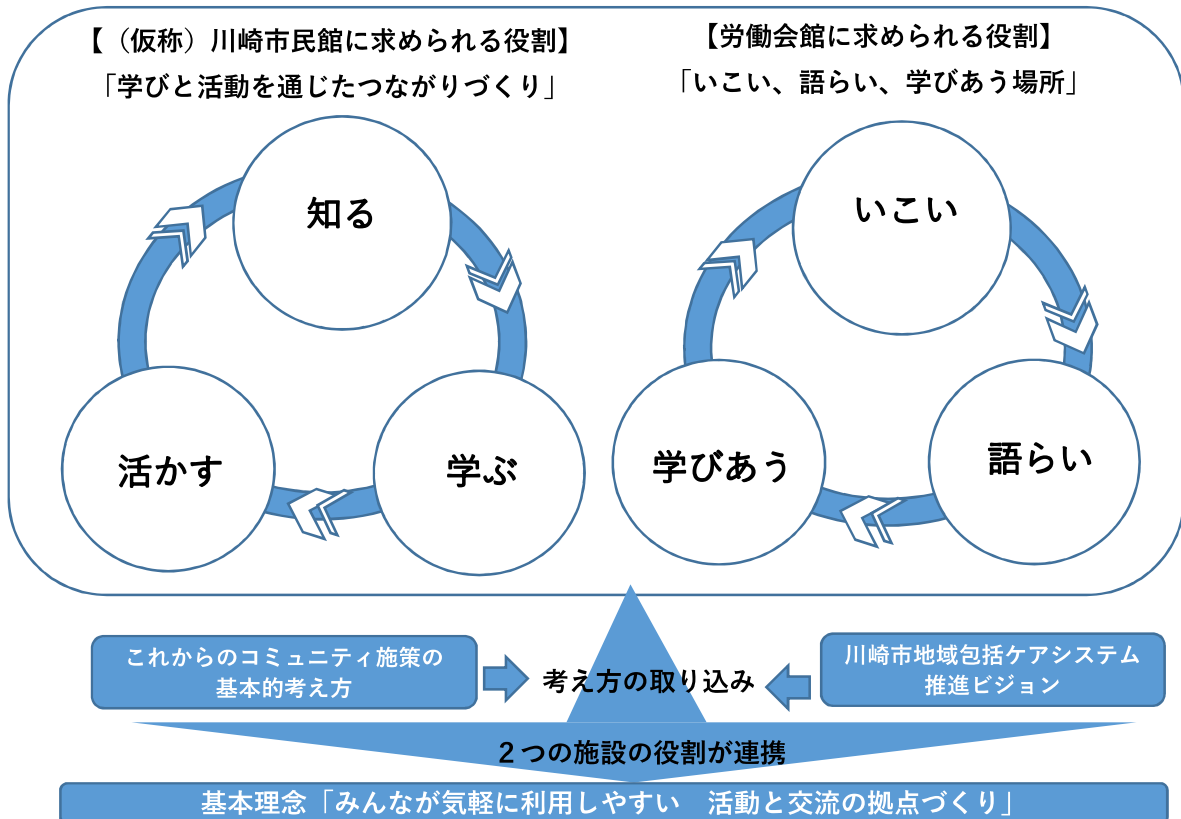 【（仮称）川崎市民館に求められる役割】
「学びと活動を通じたつながりづくり」
知る
学ぶ
活かす
【労働会館に求められる役割】
「いこい、語らい、学びあう場所」
いこい
語らい
学びあう
これからのコミュニティ施策の
基本的考え方
考え方の取り込み
川崎市地域包括ケアシステム
推進ビジョン
２つの施設の役割が連携
基本理念「みんなが気軽に利用しやすい　活動と交流の拠点づくり」